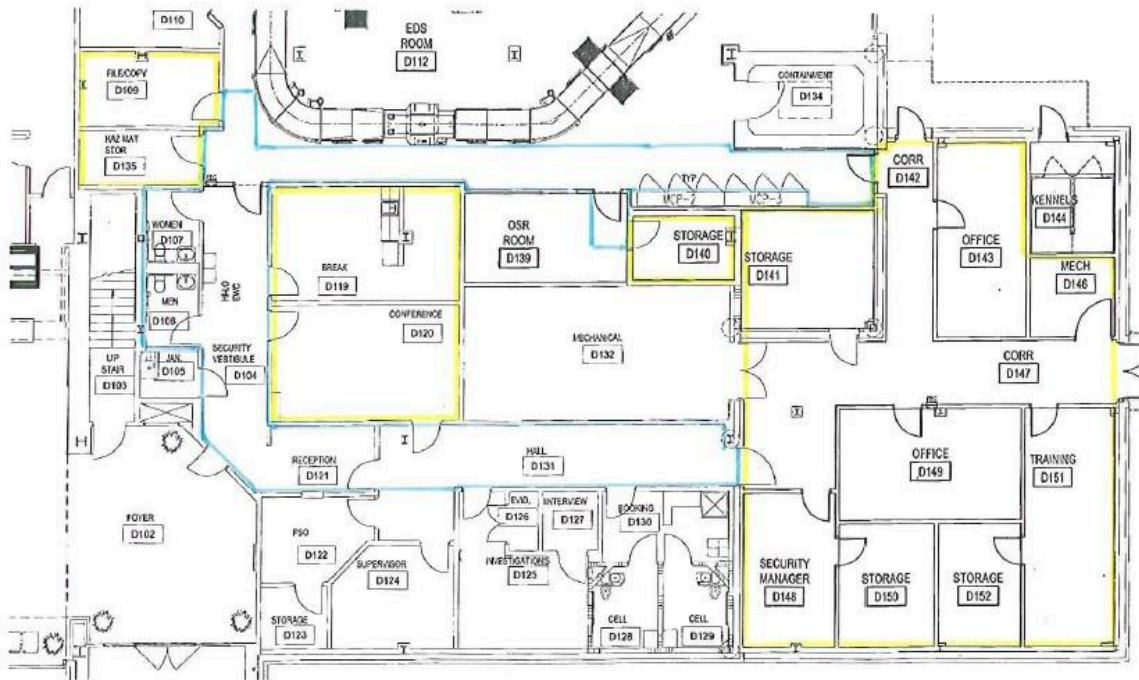 D110
EDS
ROOM
D112
FILE/COPY
D109
CONTAINMENT
D134
HAZ MAT
STOR
D135
CORR
D142
TYP
MCP-2
MCP-3
KENNELS
D144
WOMEN
D107
OSR
ROOM
D139
STORAGE
D140
STORAGE
D141
OFFICE
D143
BREAK
D119
MECH
D146
MEN
D108
HALO
EWC
CONFERENCE
D120
MECHANICAL
D132
UP
STAIR
D103
JAN.
D105
SECURITY
VESTIBULE
D104
CORR
D147
RECEPTION
D121
HALL
D131
OFFICE
D149
TRAINING
D151
FOYER
D102
PSO
D122
EVID.
D126
INTERVIEW
D127
BOOKING
D130
SUPERVISOR
D124
INVESTIGATIONS
D125
SECURITY
MANAGER
D148
STORAGE
D150
STORAGE
D152
STORAGE
D123
CELL
D128
CELL
D129